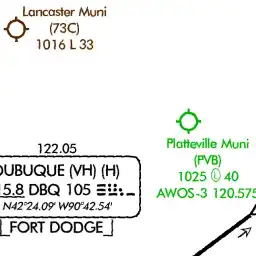 Lancaster Muni
(73C)
1016 L 33
Platteville Muni
(PVB)
1025 Ⓛ 40
AWOS-3 120.575
122.05
DUBUQUE (VH) (H)
15.8 DBQ 105
N42°24.09' W90°42.54'
FORT DODGE